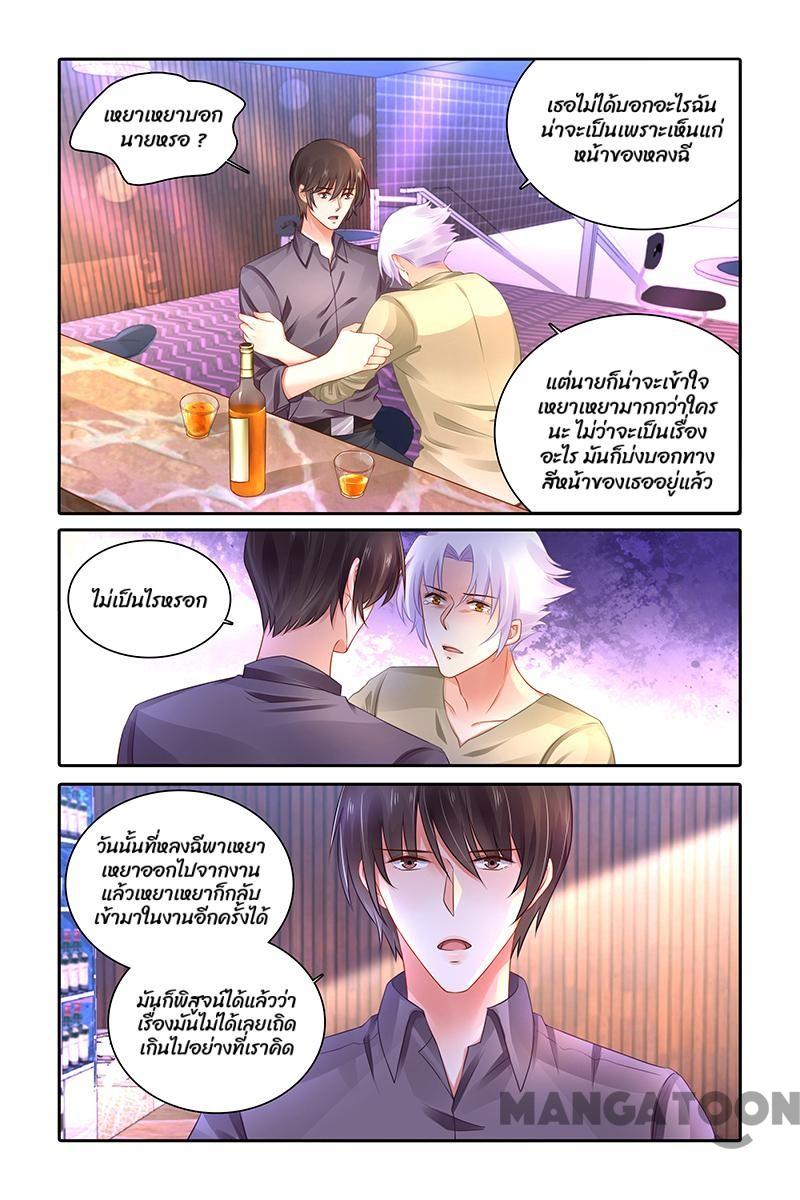 เหยาเหยาบอก
นายหรอ ?
เธอไม่ได้บอกอะไรฉัน
น่าจะเป็นเพราะเห็นแก่
หน้าของหลงฉี
แต่นายก็น่าจะเข้าใจ
เหยาเหยามากกว่าใคร
นะ ไม่ว่าจะเป็นเรื่อง
อะไร มันก็บ่งบอกทาง
สีหน้าของเธออยู่แล้ว
ไม่เป็นไรหรอก
วันนั้นที่หลงฉีพาเหยา
เหยาออกไปจากงาน
แล้วเหยาเหยาก็กลับ
เข้ามาในงานอีกครั้งได้
มันก็พิสูจน์ได้แล้วว่า
เรื่องมันไม่ได้เลยเถิด
เกินไปอย่างที่เราคิด
MANGATOON